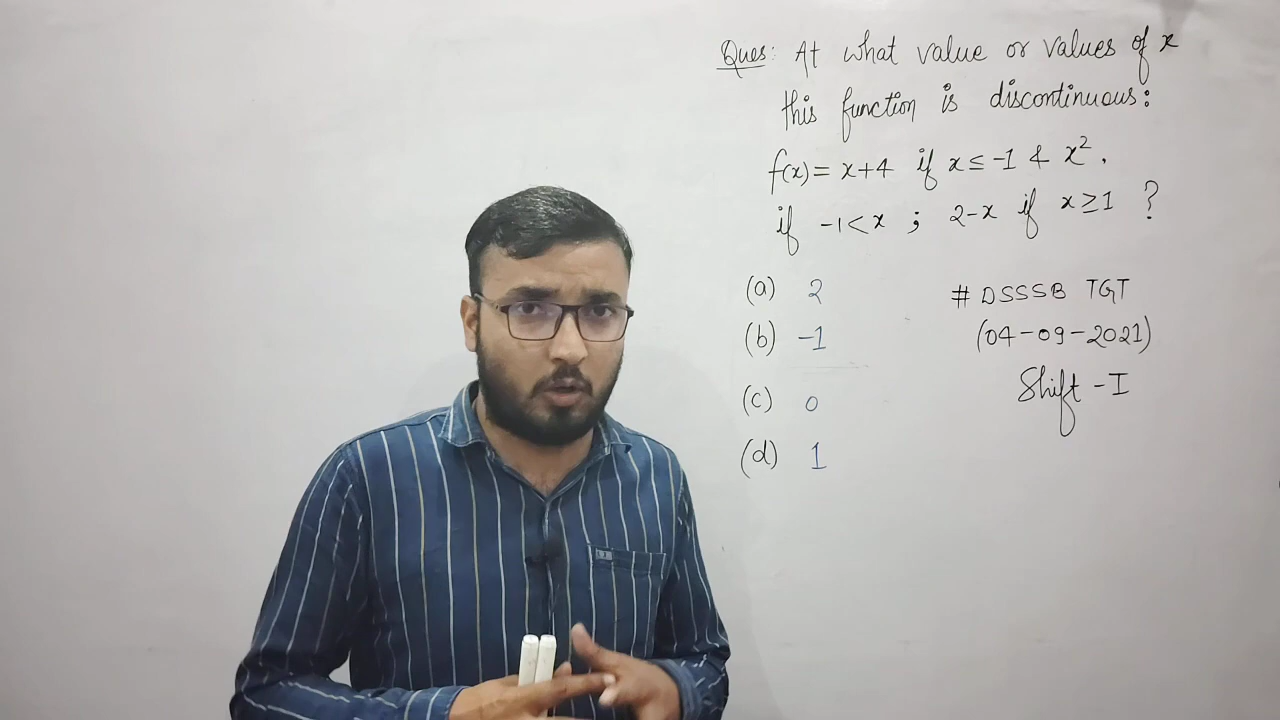 Ques: At what value or values of x
this function is discontinuous:
f(x) = x+4 if x ≤ -1 & x².
if -1 < x ; 2-x if x ≥ 1 ?
(a) 2
(b) -1
(c) 0
(d) 1
# DSSSB TGT
(04-09-2021)
Shift - I